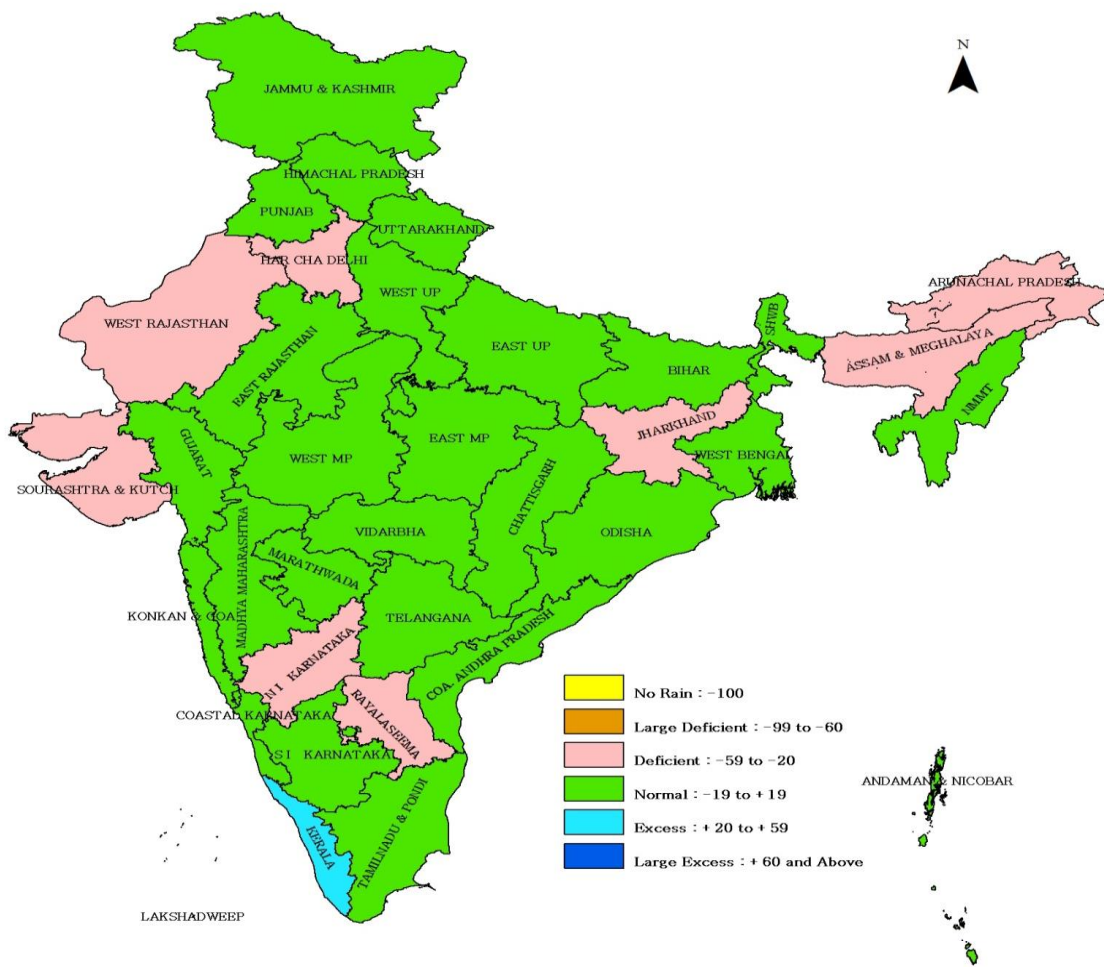 N
JAMMU & KASHMIR
HIMACHAL PRADESH
PUNJAB
UTTARAKHAND
HAR CHA DELHI
WEST UP
WEST RAJASTHAN
EAST RAJASTHAN
EAST UP
SHWB
ARUNACHAL PRADESH
ASSAM & MEGHALAYA
NMMT
BIHAR
JHARKHAND
WEST BENGAL
GUJARAT
WEST MP
EAST MP
CHATTISGARH
SOURASHTRA & KUTCH
VIDARBHA
ODISHA
MADHYA MAHARASHTRA
MARATHWADA
KONKAN & GOA
TELANGANA
COA. ANDHRA PRADESH
N I KARNATAKA
RAYALASEEMA
COASTAL KARNATAKA
S I KARNATAKA
KERALA
TAMILNADU & PONDI
LAKSHADWEEP
ANDAMAN & NICOBAR
No Rain : -100
Large Deficient : -99 to -60
Deficient : -59 to -20
Normal : -19 to +19
Excess : +20 to +59
Large Excess : +60 and Above